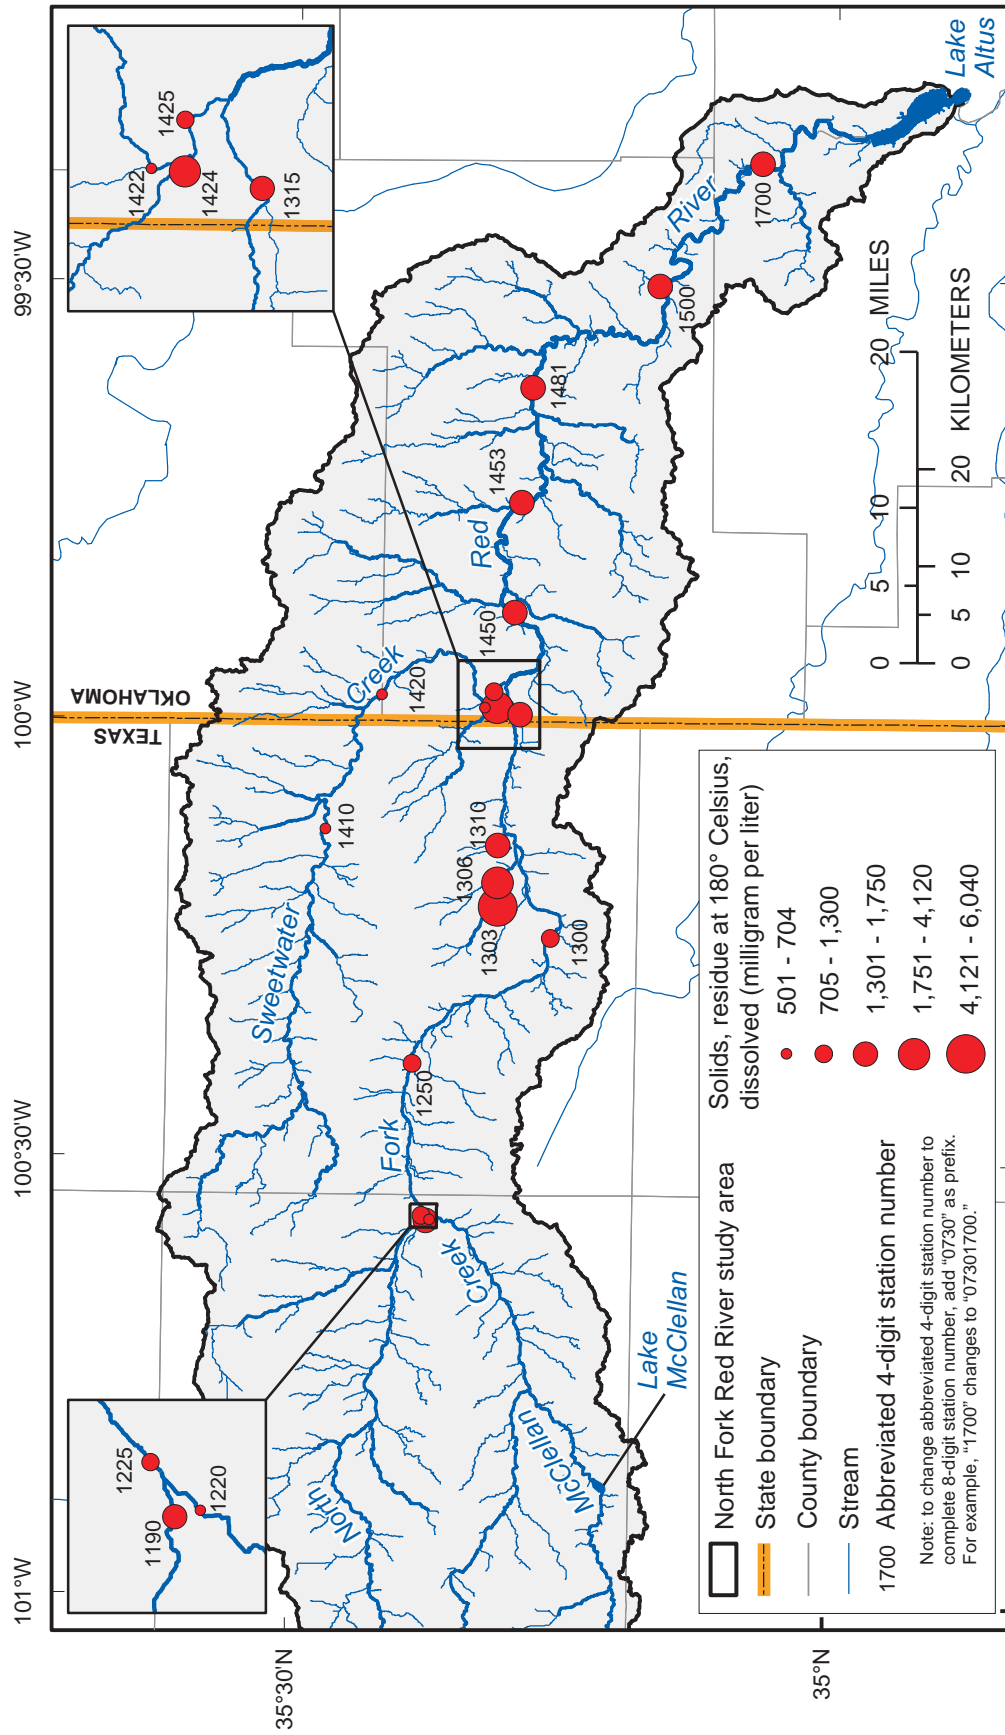 101°W
100°30'W
100°W
99°30'W
35°30'N
35°N
1190
1225
1220
1422
1425
1424
1315
TEXAS
OKLAHOMA
Sweetwater
Creek
1410
1420
North
Fork
Red
River
McClellan
Creek
Lake
McClellan
1250
1300
1303
1306
1310
1450
1453
1481
1500
1700
Lake
Altus
North Fork Red River study area
State boundary
County boundary
Stream
1700 Abbreviated 4-digit station number
Note: to change abbreviated 4-digit station number to
complete 8-digit station number, add “0730” as prefix.
For example, “1700” changes to “07301700.”
Solids, residue at 180° Celsius,
dissolved (milligram per liter)
501 - 704
705 - 1,300
1,301 - 1,750
1,751 - 4,120
4,121 - 6,040
0 5 10 20 MILES
0 5 10 20 KILOMETERS